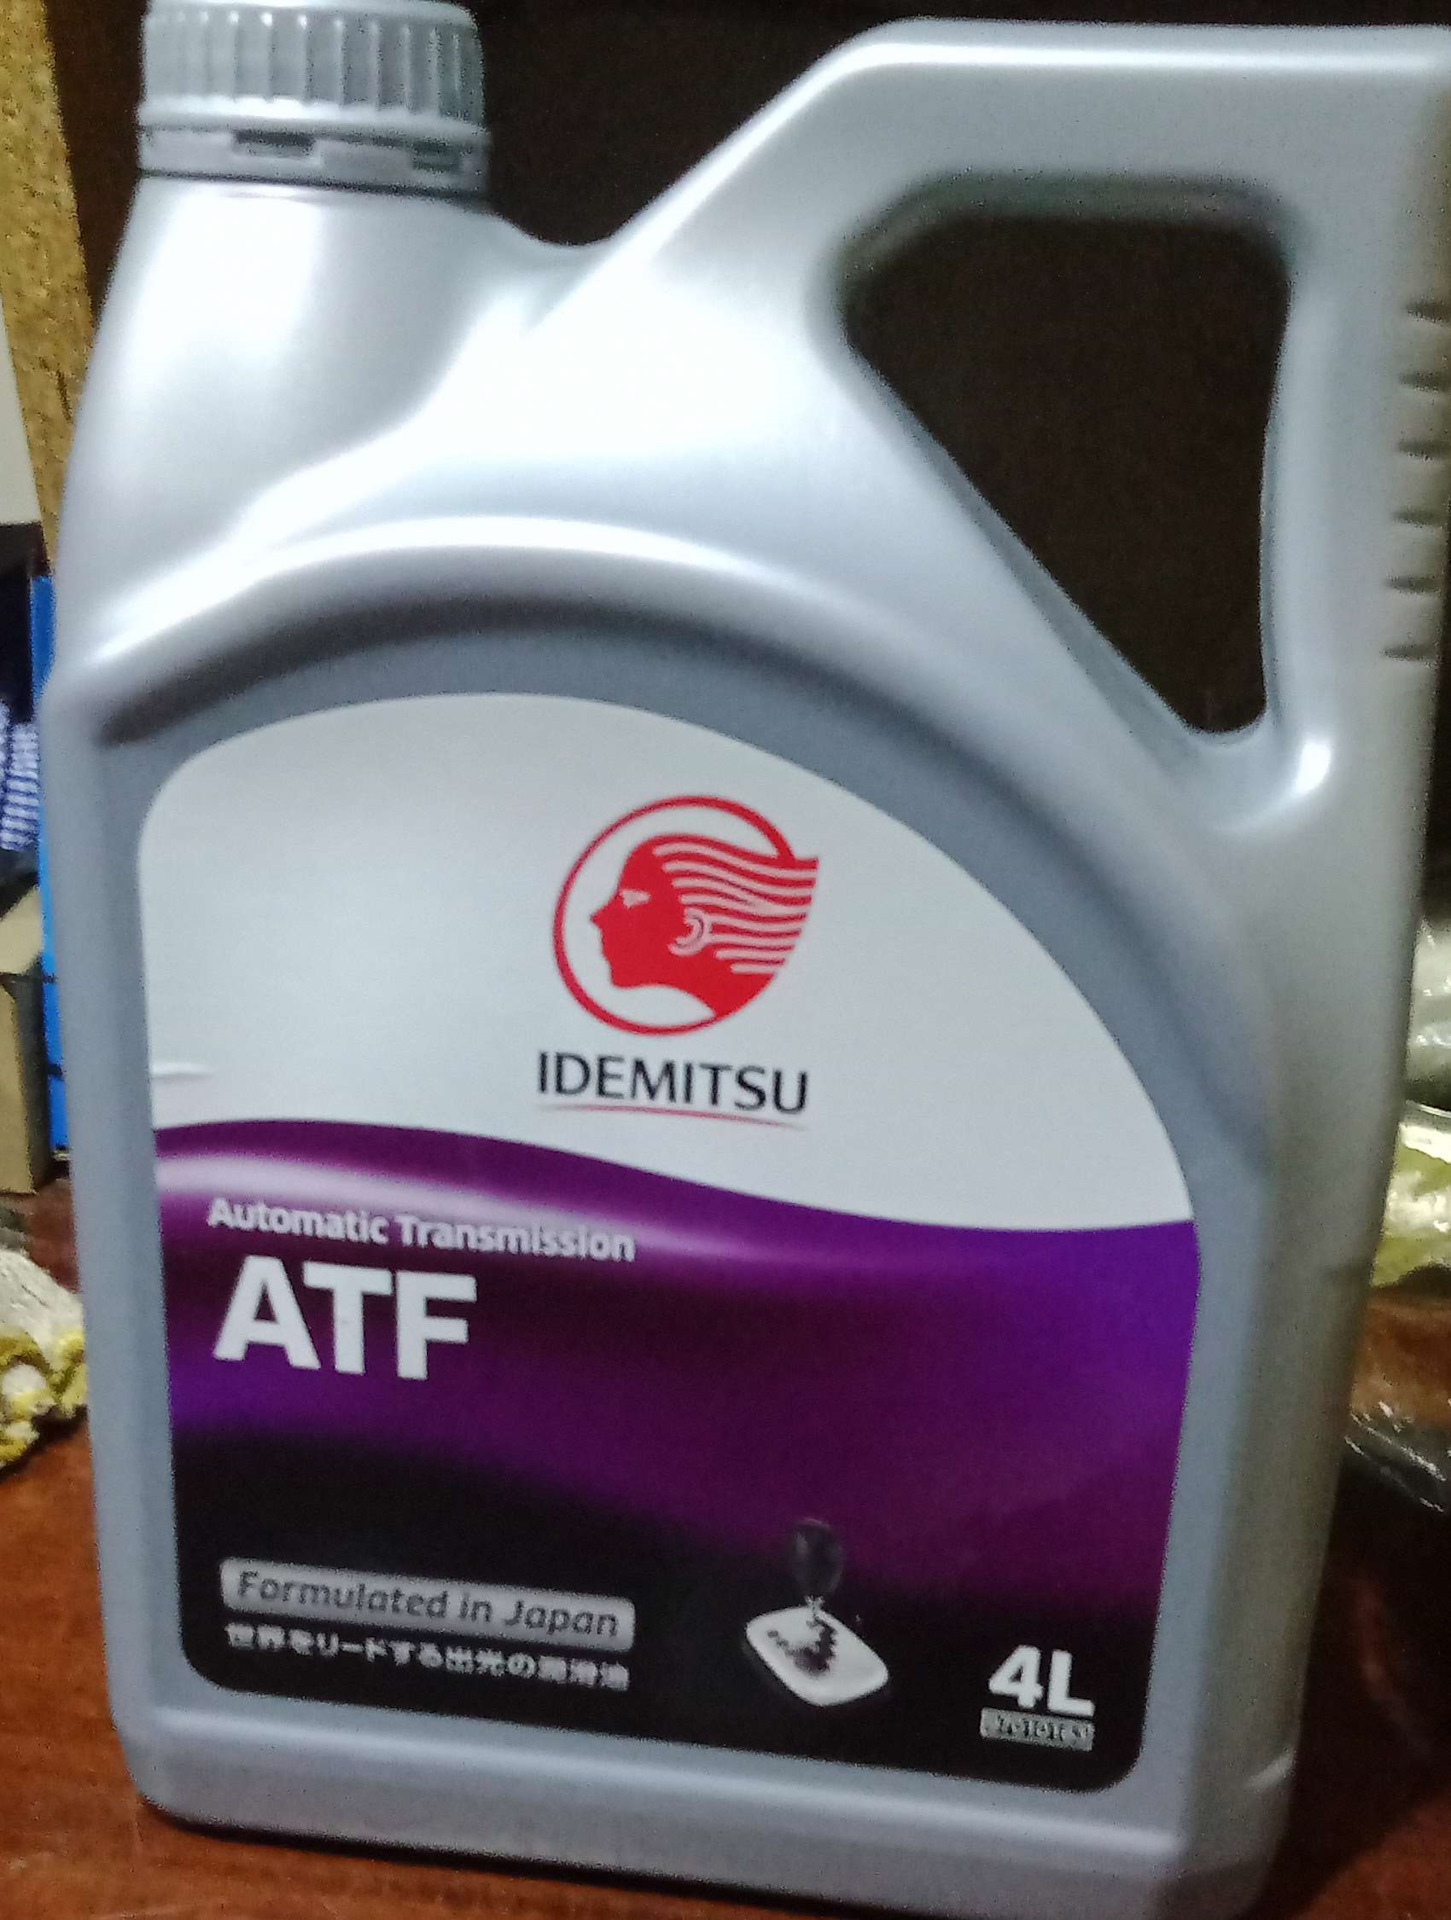 IDEMITSU
Automatic Transmission
ATF
Formulated in Japan
世界をリードする出光の潤滑油
4L